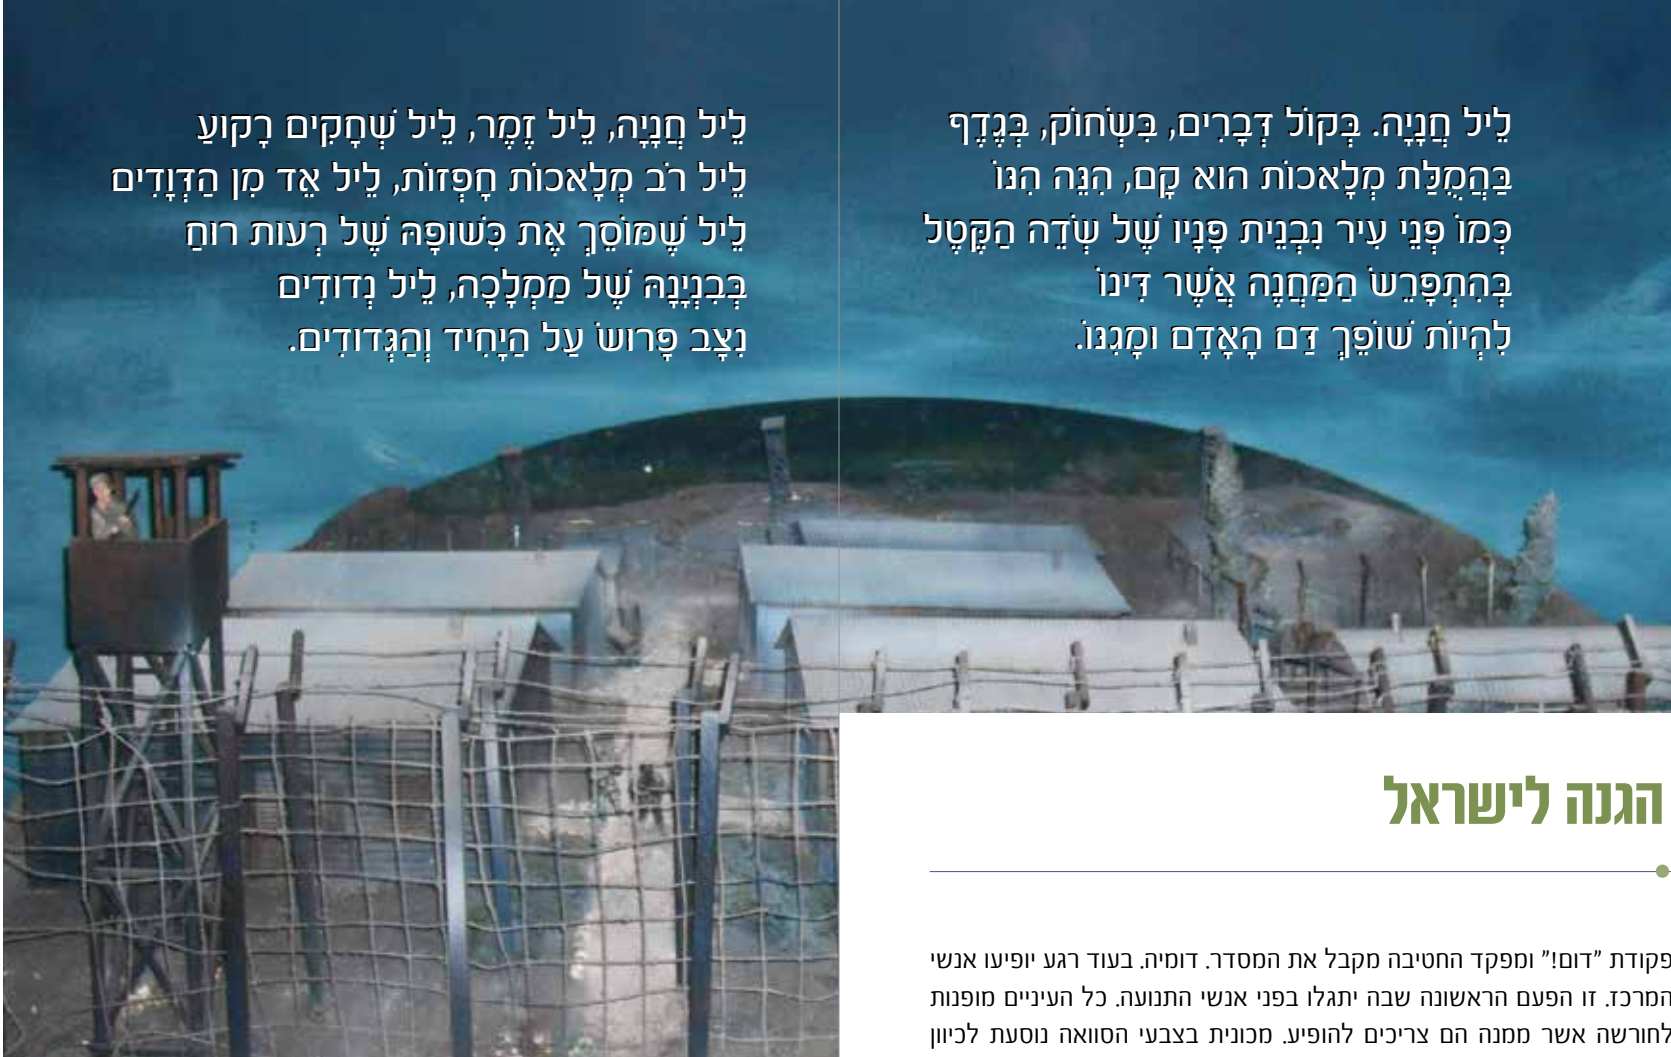 לֵיל חֲנָיָה. בְּקוֹל דְּבָרִים, בִּשְׂחוֹק, בְּגֶדֶף
בַּהֲמֻלַּת מְלָאכוֹת הוּא קָם, הִנֵּה הִנּוֹ
כְּמוֹ פְּנֵי עִיר נִבְנֵית פָּנָיו שֶׁל שְׂדֵה הַקֶּטֶל
בְּהִתְפָּרֵשׂ הַמַּחֲנֶה אֲשֶׁר דִּינוֹ
לִהְיוֹת שׁוֹפֵךְ דַּם הָאָדָם וּמָגִנּוֹ.
לֵיל חֲנָיָה, לֵיל זֶמֶר, לֵיל שְׁחָקִים רָקוּעַ
לֵיל רֹב מְלָאכוֹת חָפְזוֹת, לֵיל אֵד מִן הַדְּוָדִים
לֵיל שֶׁמּוֹסֵךְ אֶת כִּשּׁוּפָהּ שֶׁל רְעוּת רוּחַ
בְּבִנְיָנָהּ שֶׁל מַמְלָכָה, לֵיל נְדוּדִים
נִצָּב פָּרוּשׂ עַל הַיָּחִיד וְהַגְּדוּדִים.
הגנה לישראל
פקודת "דום!" ומפקד החטיבה מקבל את המסדר. דומיה. בעוד רגע יופיעו אנשי
המרכז. זו הפעם הראשונה שבה יתגלו בפני אנשי התנועה. כל העיניים מופנות
לחורשה אשר ממנה הם צריכים להופיע. מכונית בצבעי הסוואה נוסעת לכיוון